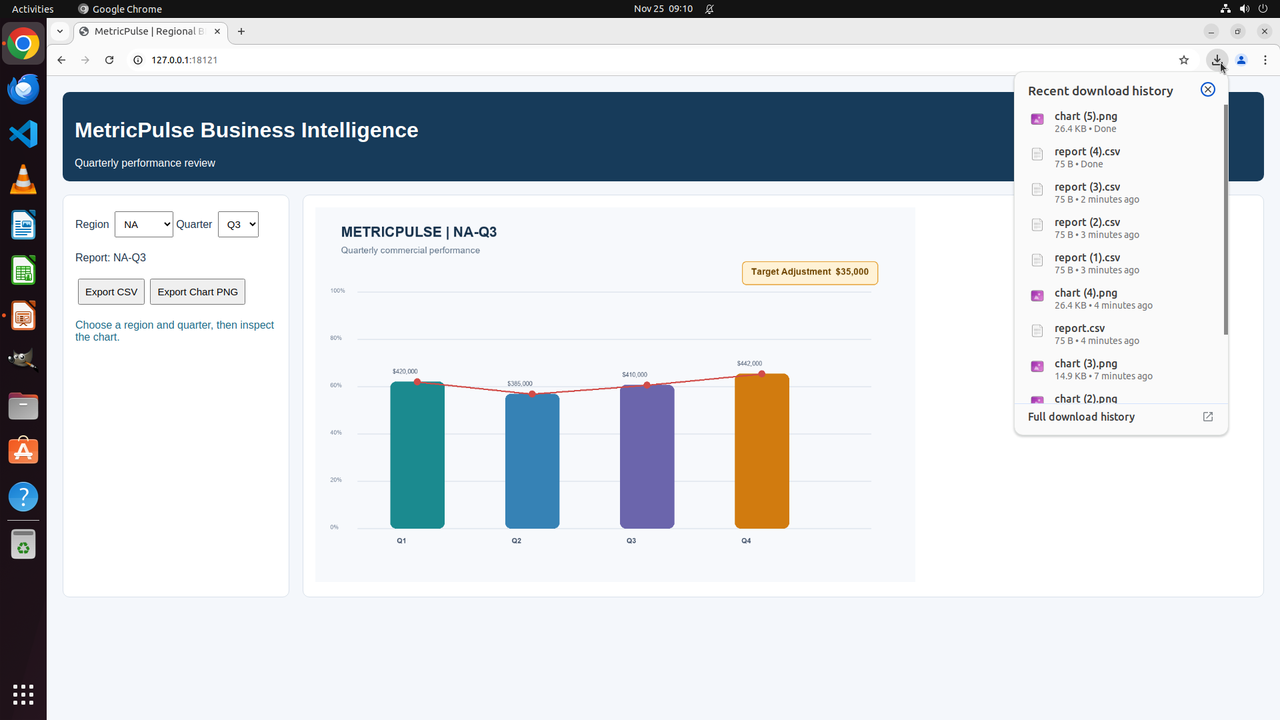 Activities
Google Chrome
Nov 25 09:10
MetricPulse | Regional B
127.0.0.1:18121
MetricPulse Business Intelligence
Quarterly performance review
Region
NA
Quarter
Q3
Report: NA-Q3
Export CSV
Export Chart PNG
Choose a region and quarter, then inspect
the chart.
METRICPULSE | NA-Q3
Quarterly commercial performance
Target Adjustment $35,000
100%
80%
60%
40%
20%
0%
$420,000
$385,000
$410,000
$442,000
Q1
Q2
Q3
Q4
Recent download history
chart (5).png
26.4 KB • Done
report (4).csv
75 B • Done
report (3).csv
75 B • 2 minutes ago
report (2).csv
75 B • 3 minutes ago
report (1).csv
75 B • 3 minutes ago
chart (4).png
26.4 KB • 4 minutes ago
report.csv
75 B • 4 minutes ago
chart (3).png
14.9 KB • 7 minutes ago
chart (2).png
Full download history